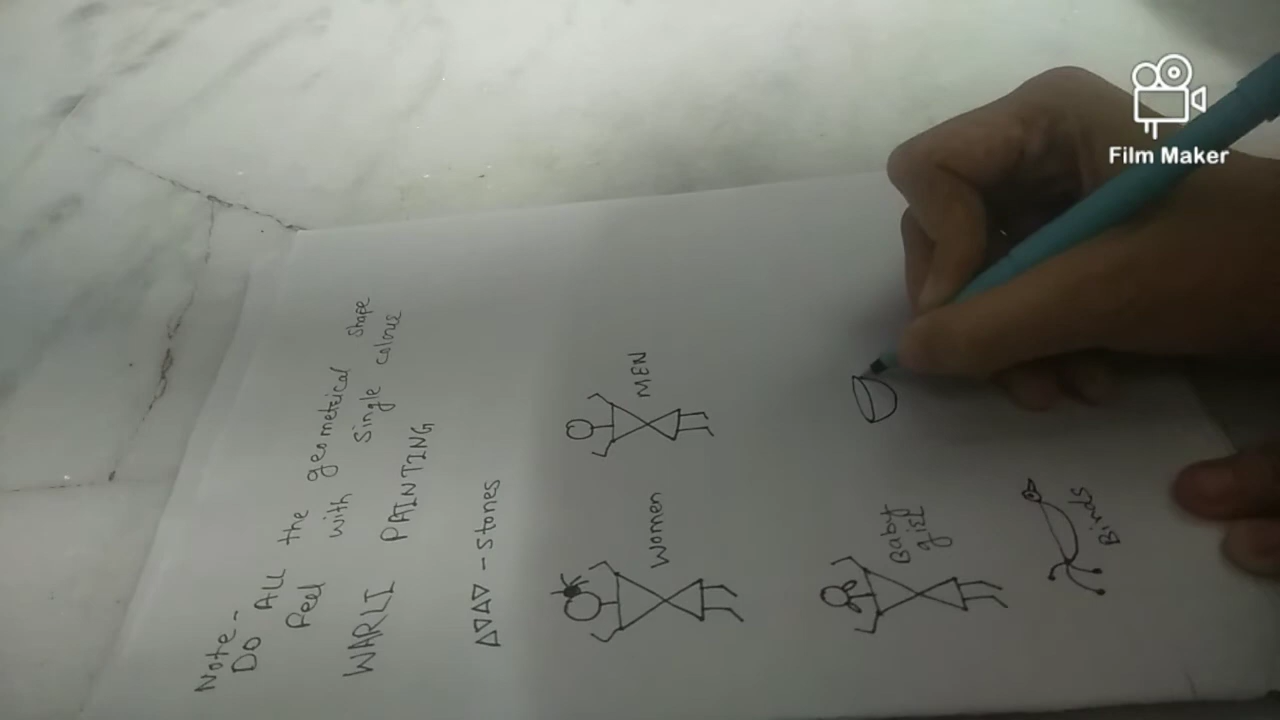 Note-
DO All the geometrical shape
Peel with single colour
WARLI PAINTING
- Stones
Women
MEN
Baby
girl
Birds
Film Maker